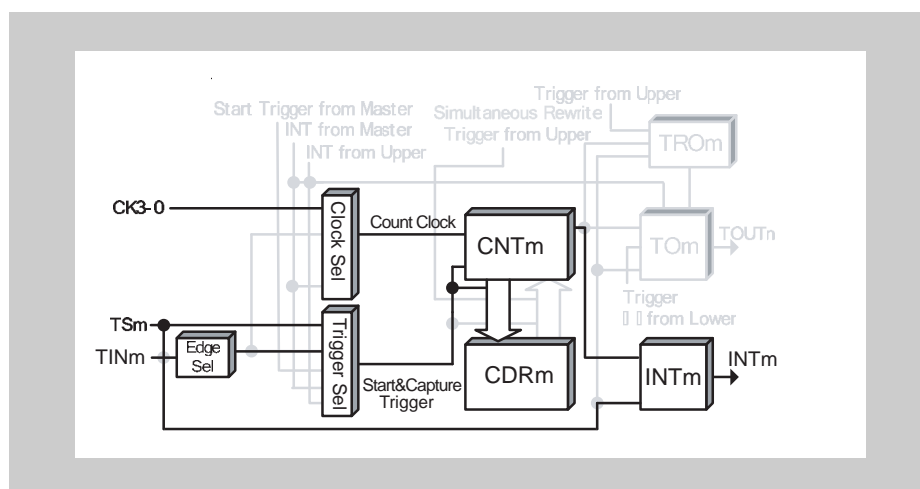 Trigger from Upper
Start Trigger from Master
Simultaneous Rewrite
INT from Master
Trigger from Upper
INT from Upper
TROm
CK3-0
Clock Sel
Count Clock
CNTm
TOm
TOUTn
Trigger
from Lower
TSm
TINm
Edge
Sel
Trigger Sel
Start&Capture
Trigger
CDRm
INTm
INTm